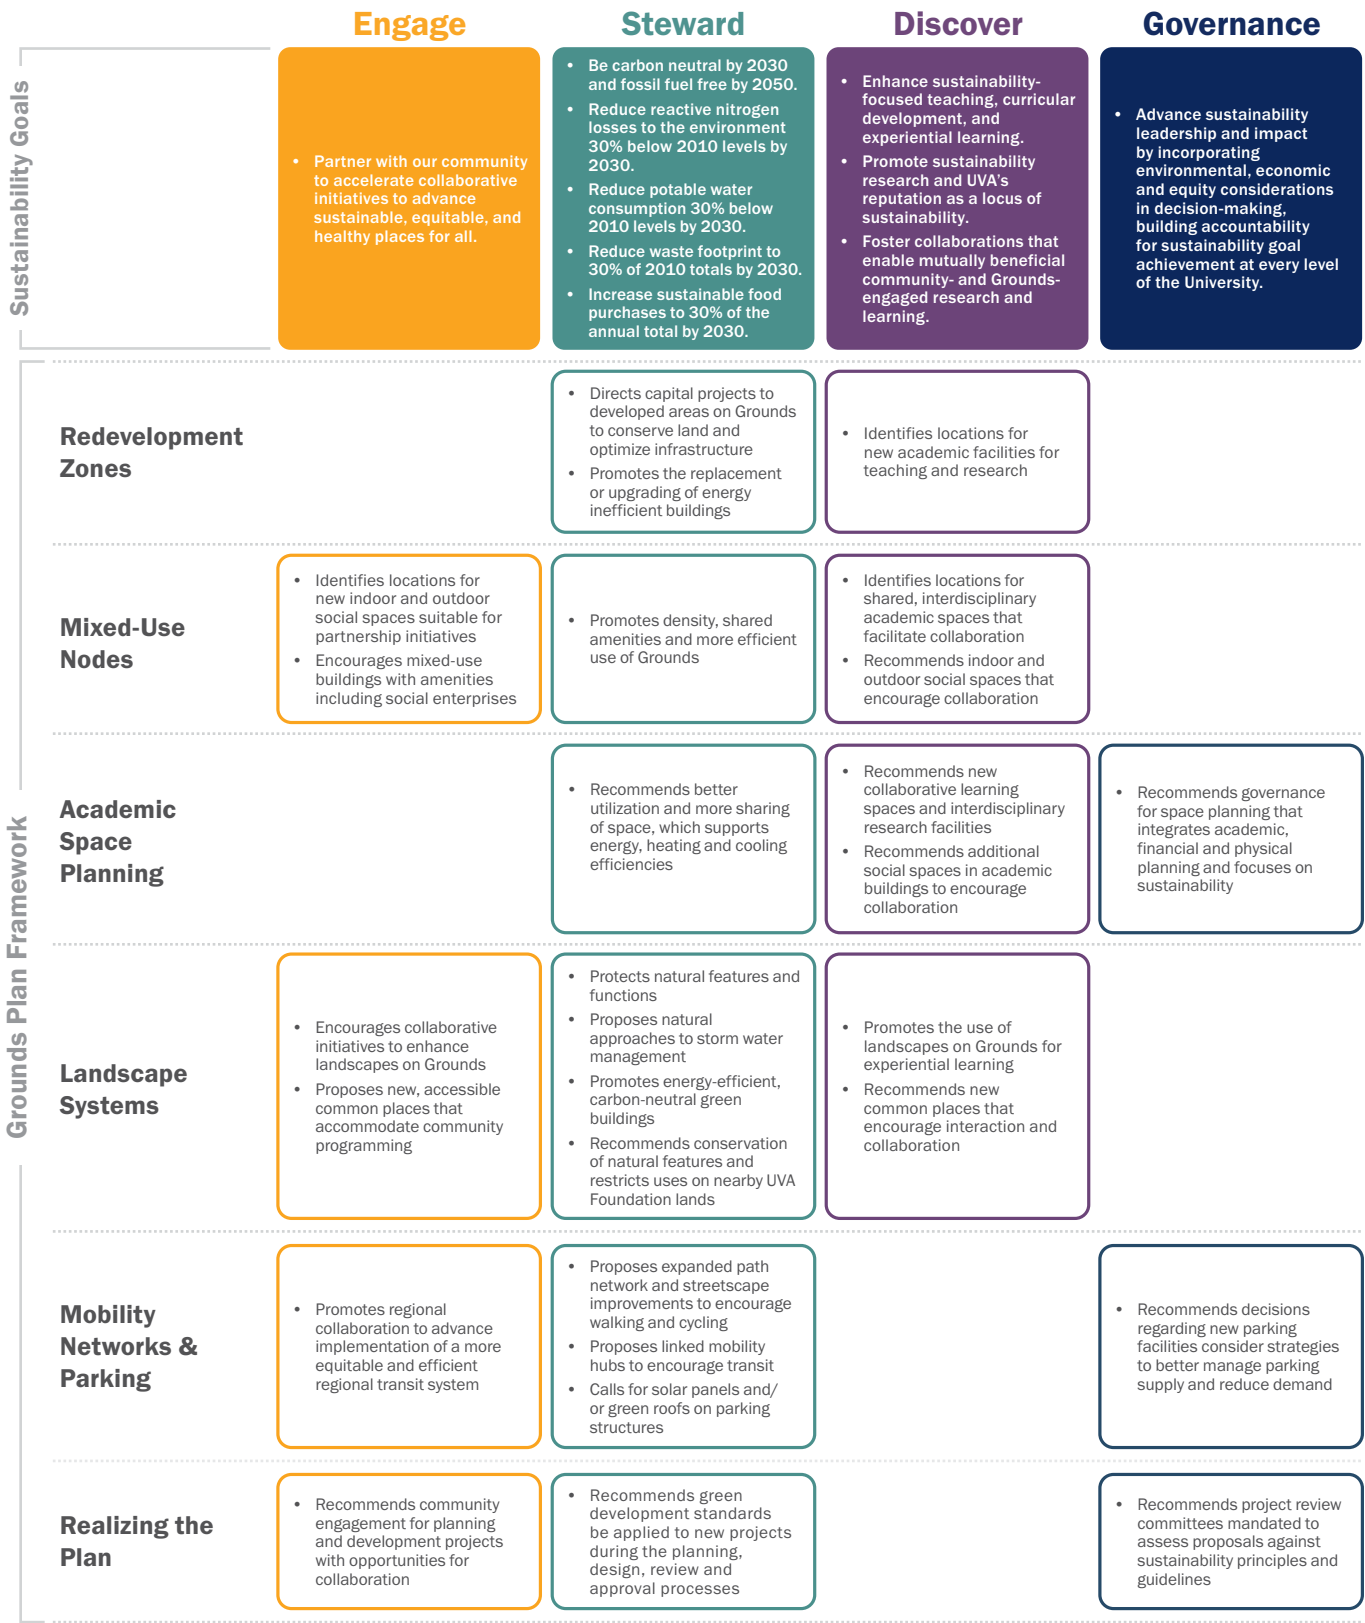 Engage
Steward
Discover
Governance
Sustainability Goals
• Partner with our community
to accelerate collaborative
initiatives to advance
sustainable, equitable, and
healthy places for all.
• Be carbon neutral by 2030
and fossil fuel free by 2050.
• Reduce reactive nitrogen
losses to the environment
30% below 2010 levels by
2030.
• Reduce potable water
consumption 30% below
2010 levels by 2030.
• Reduce waste footprint to
30% of 2010 totals by 2030.
• Increase sustainable food
purchases to 30% of the
annual total by 2030.
• Enhance sustainability-
focused teaching, curricular
development, and
experiential learning.
• Promote sustainability
research and UVA's
reputation as a locus of
sustainability.
• Foster collaborations that
enable mutually beneficial
community- and Grounds-
engaged research and
learning.
• Advance sustainability
leadership and impact
by incorporating
environmental, economic
and equity considerations
in decision-making,
building accountability
for sustainability goal
achievement at every level
of the University.
Grounds Plan Framework
Redevelopment
Zones
• Directs capital projects to
developed areas on Grounds
to conserve land and
optimize infrastructure
• Promotes the replacement
or upgrading of energy
inefficient buildings
• Identifies locations for
new academic facilities for
teaching and research
Mixed-Use
Nodes
• Identifies locations for
new indoor and outdoor
social spaces suitable for
partnership initiatives
• Encourages mixed-use
buildings with amenities
including social enterprises
• Promotes density, shared
amenities and more efficient
use of Grounds
• Identifies locations for
shared, interdisciplinary
academic spaces that
facilitate collaboration
• Recommends indoor and
outdoor social spaces that
encourage collaboration
Academic
Space
Planning
• Recommends better
utilization and more sharing
of space, which supports
energy, heating and cooling
efficiencies
• Recommends new
collaborative learning
spaces and interdisciplinary
research facilities
• Recommends additional
social spaces in academic
buildings to encourage
collaboration
• Recommends governance
for space planning that
integrates academic,
financial and physical
planning and focuses on
sustainability
Landscape
Systems
• Encourages collaborative
initiatives to enhance
landscapes on Grounds
• Proposes new, accessible
common places that
accommodate community
programming
• Protects natural features and
functions
• Proposes natural
approaches to storm water
management
• Promotes energy-efficient,
carbon-neutral green
buildings
• Recommends conservation
of natural features and
restricts uses on nearby UVA
Foundation lands
• Promotes the use of
landscapes on Grounds for
experiential learning
• Recommends new
common places that
encourage interaction and
collaboration
Mobility
Networks &
Parking
• Promotes regional
collaboration to advance
implementation of a more
equitable and efficient
regional transit system
• Proposes expanded path
network and streetscape
improvements to encourage
walking and cycling
• Proposes linked mobility
hubs to encourage transit
• Calls for solar panels and/
or green roofs on parking
structures
• Recommends decisions
regarding new parking
facilities consider strategies
to better manage parking
supply and reduce demand
Realizing the
Plan
• Recommends community
engagement for planning
and development projects
with opportunities for
collaboration
• Recommends green
development standards
be applied to new projects
during the planning,
design, review and
approval processes
• Recommends project review
committees mandated to
assess proposals against
sustainability principles and
guidelines